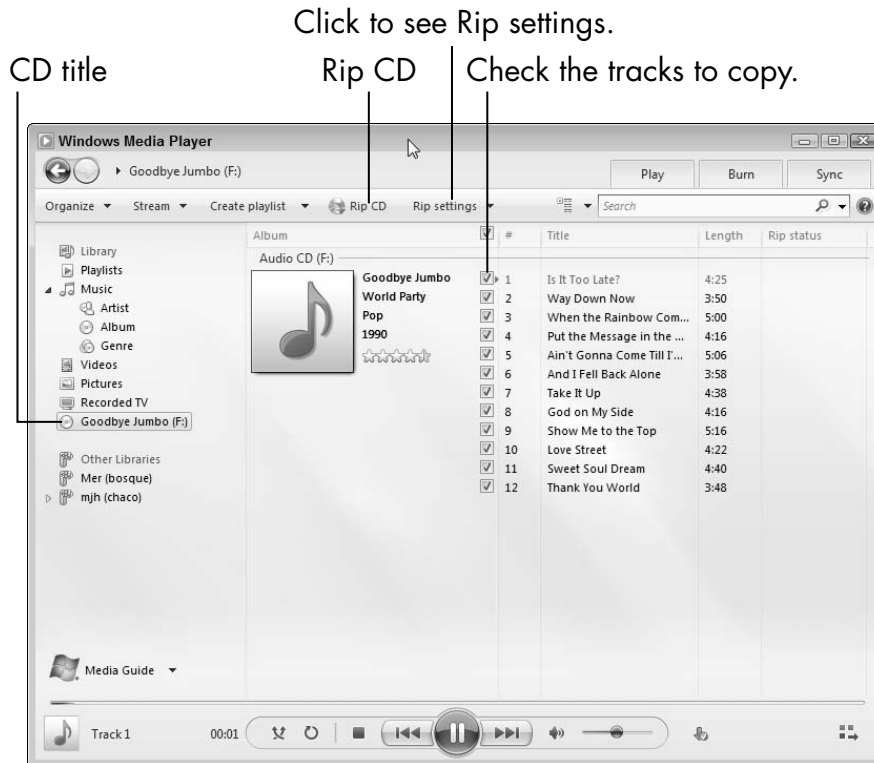 Click to see Rip settings.
CD title Rip CD Check the tracks to copy.
Windows Media Player
Goodbye Jumbo (F:) Play Burn Sync
Organize Stream Create playlist Rip CD Rip settings Search
Album # Title Length Rip status
Audio CD (F:)
Library
Playlists
Music
Artist
Album
Genre
Videos
Pictures
Recorded TV
Goodbye Jumbo (F:)
Other Libraries
Mer (bosque)
mjh (chaco)
Goodbye Jumbo
World Party
Pop
1990
1 Is It Too Late? 4:25
2 Way Down Now 3:50
3 When the Rainbow Com... 5:00
4 Put the Message in the ... 4:16
5 Ain't Gonna Come Till I'... 5:06
6 And I Fell Back Alone 3:58
7 Take It Up 4:38
8 God on My Side 4:16
9 Show Me to the Top 5:16
10 Love Street 4:22
11 Sweet Soul Dream 4:40
12 Thank You World 3:48
Media Guide
Track 1 00:01